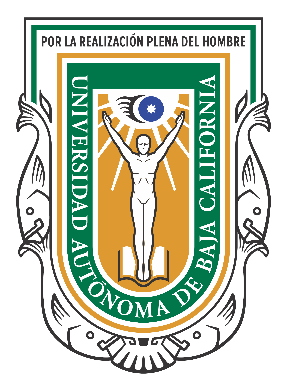 POR LA REALIZACIÓN PLENA DEL HOMBRE
UNIVERSIDAD AUTÓNOMA DE BAJA CALIFORNIA